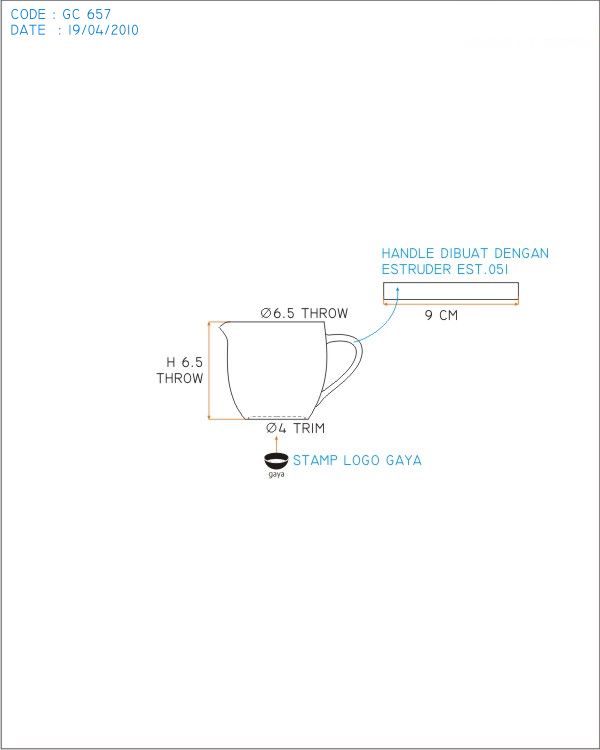 CODE : GC 657
DATE : 19/04/2010
HANDLE DIBUAT DENGAN
ESTRUDER EST.051
9 CM
Ø6.5 THROW
H 6.5
THROW
Ø4 TRIM
STAMP LOGO GAYA
gaya